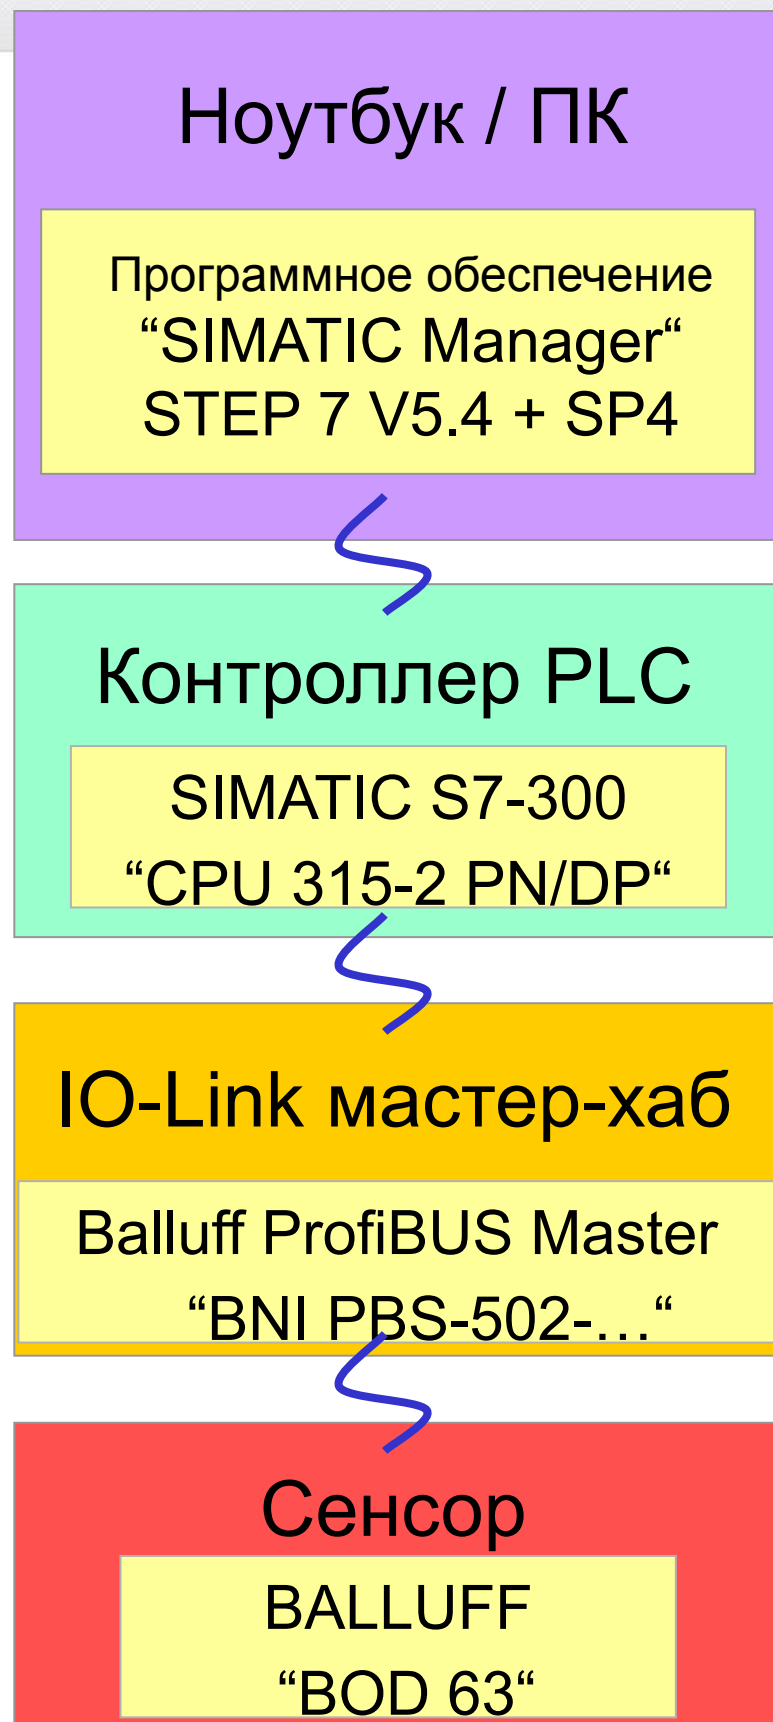 Ноутбук / ПК
Программное обеспечение
“SIMATIC Manager“
STEP 7 V5.4 + SP4
Контроллер PLC
SIMATIC S7-300
“CPU 315-2 PN/DP“
IO-Link мастер-хаб
Balluff ProfiBUS Master
“BNI PBS-502-…“
Сенсор
BALLUFF
“BOD 63“